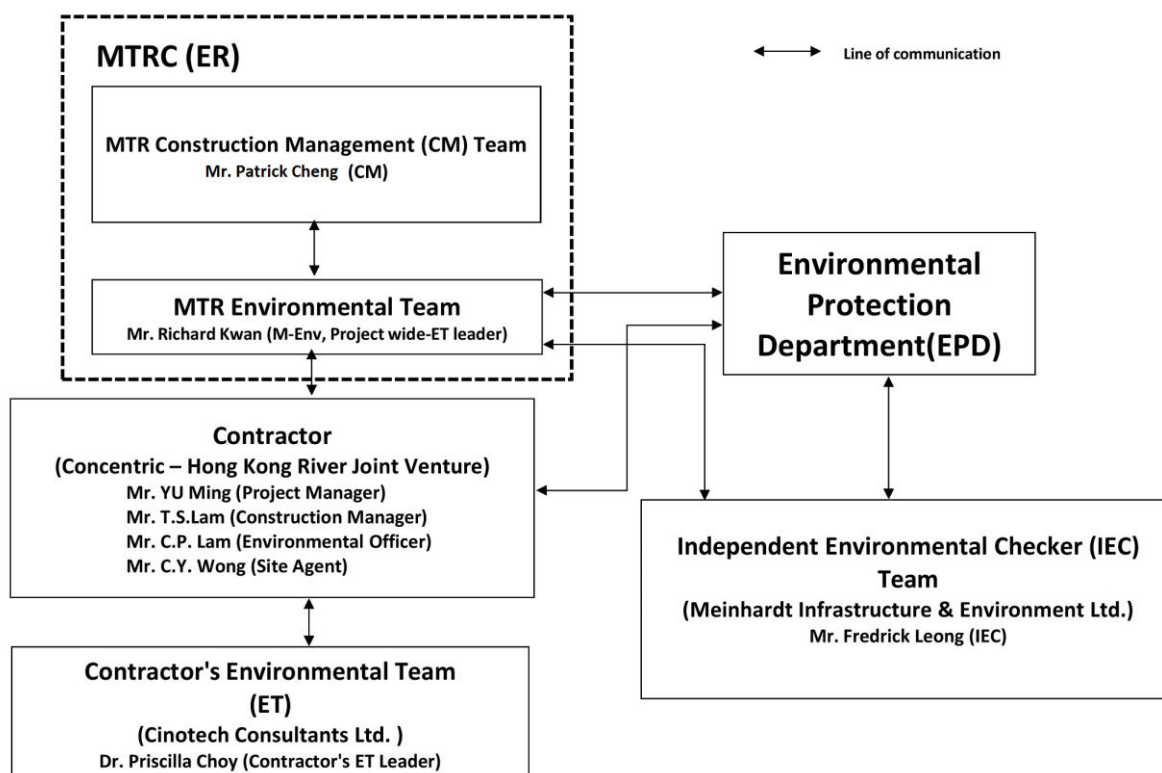 MTRC (ER)
Line of communication
MTR Construction Management (CM) Team
Mr. Patrick Cheng (CM)
MTR Environmental Team
Mr. Richard Kwan (M-Env, Project wide-ET leader)
Environmental
Protection
Department(EPD)
Contractor
(Concentric – Hong Kong River Joint Venture)
Mr. YU Ming (Project Manager)
Mr. T.S.Lam (Construction Manager)
Mr. C.P. Lam (Environmental Officer)
Mr. C.Y. Wong (Site Agent)
Independent Environmental Checker (IEC)
Team
(Meinhardt Infrastructure & Environment Ltd.)
Mr. Fredrick Leong (IEC)
Contractor's Environmental Team
(ET)
(Cinotech Consultants Ltd. )
Dr. Priscilla Choy (Contractor's ET Leader)